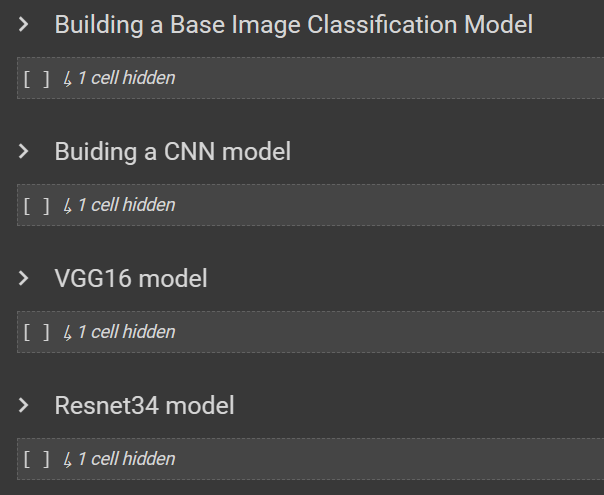 Building a Base Image Classification Model
[ ] ↳ 1 cell hidden
Buiding a CNN model
[ ] ↳ 1 cell hidden
VGG16 model
[ ] ↳ 1 cell hidden
Resnet34 model
[ ] ↳ 1 cell hidden